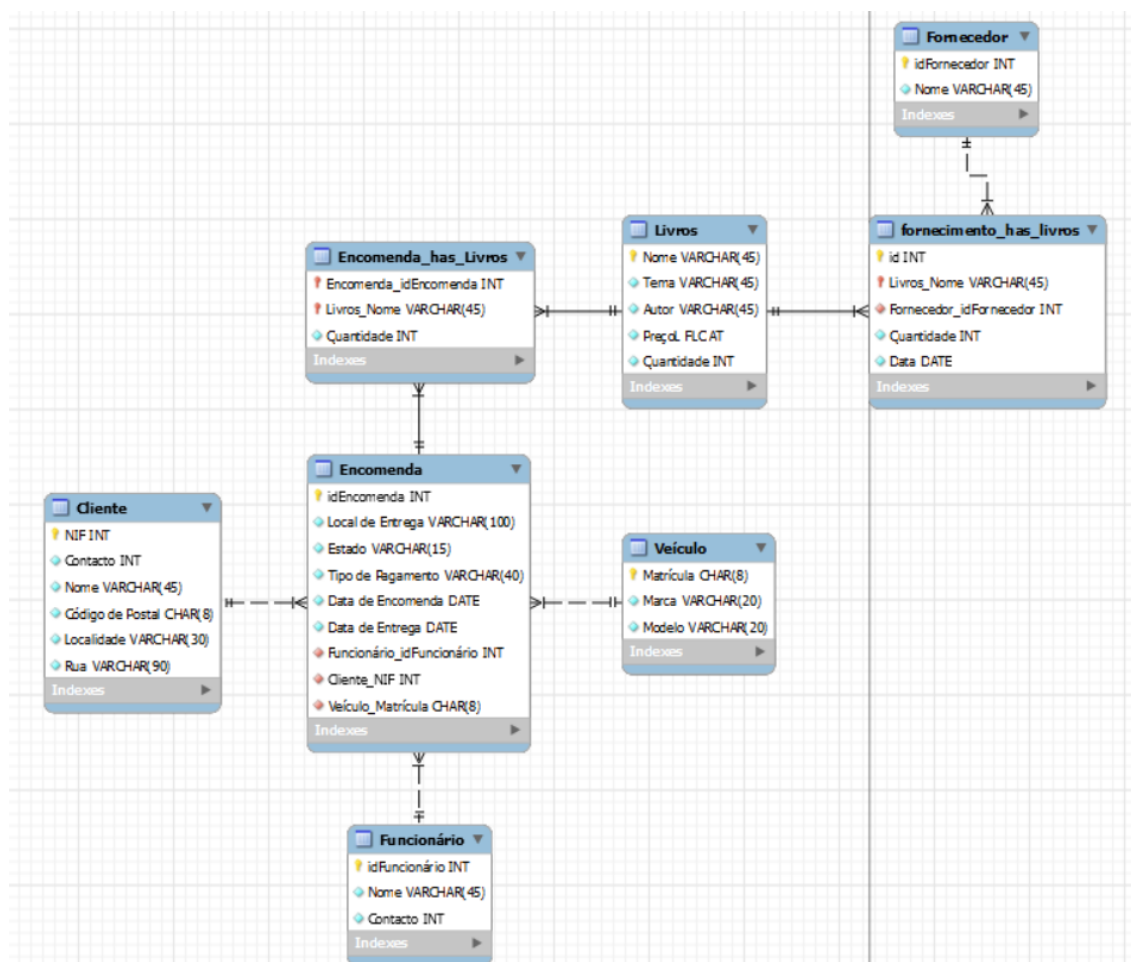 Fornecedor
idFornecedor INT
Nome VARCHAR(45)
Indexes
Encomenda_has_Livros
Encomenda_idEncomenda INT
Livros_Nome VARCHAR(45)
Quantidade INT
Indexes
Livros
Nome VARCHAR(45)
Tema VARCHAR(45)
Autor VARCHAR(45)
PreçoL FLOAT
Quantidade INT
Indexes
fornecimento_has_livros
id INT
Livros_Nome VARCHAR(45)
Fornecedor_idFornecedor INT
Quantidade INT
Data DATE
Indexes
Cliente
NIF INT
Contacto INT
Nome VARCHAR(45)
Código de Postal CHAR(8)
Localidade VARCHAR(30)
Rua VARCHAR(90)
Indexes
Encomenda
idEncomenda INT
Local de Entrega VARCHAR(100)
Estado VARCHAR(15)
Tipo de Pagamento VARCHAR(40)
Data de Encomenda DATE
Data de Entrega DATE
Funcionário_idFuncionário INT
Cliente_NIF INT
Veículo_Matrícula CHAR(8)
Indexes
Veículo
Matrícula CHAR(8)
Marca VARCHAR(20)
Modelo VARCHAR(20)
Indexes
Funcionário
idFuncionário INT
Nome VARCHAR(45)
Contacto INT
Indexes